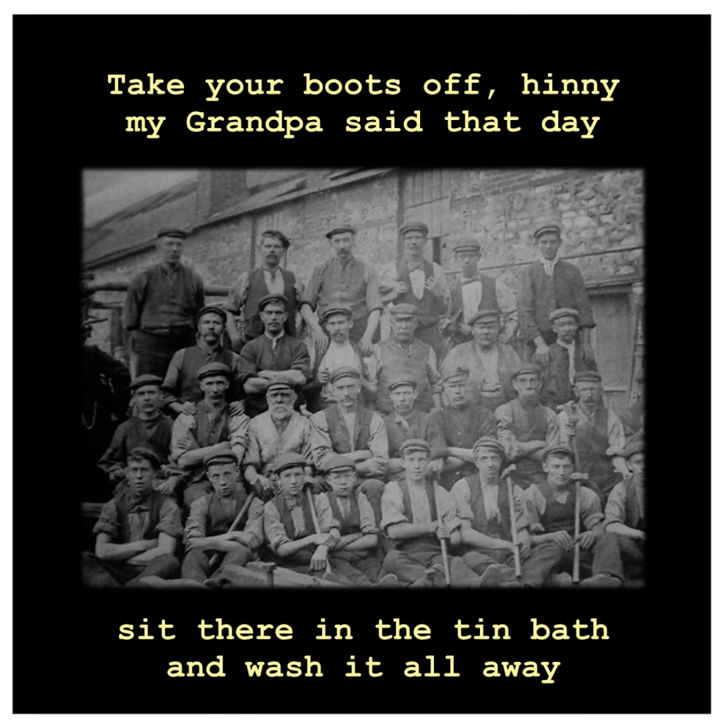 Take your boots off, hinny
my Grandpa said that day
sit there in the tin bath
and wash it all away